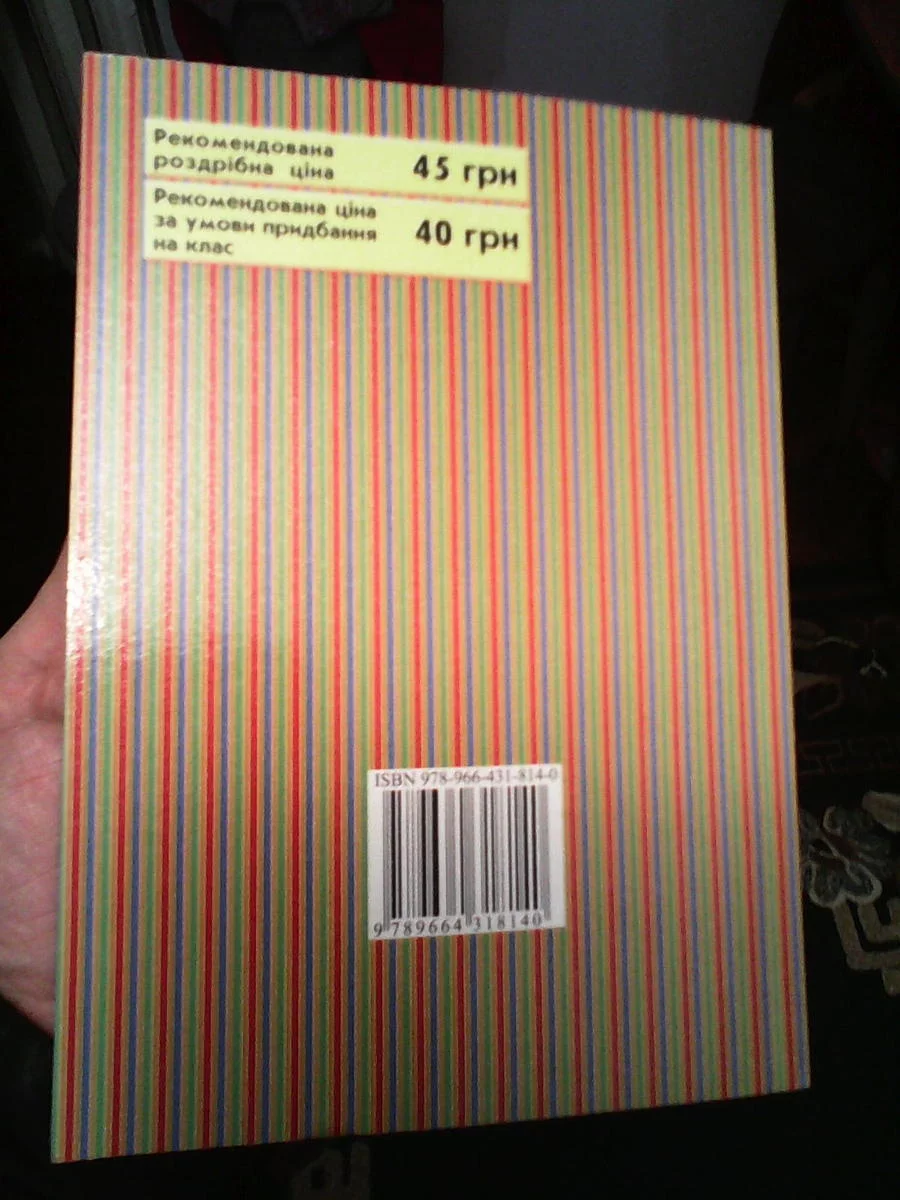 Рекомендована
роздрібна ціна
45 грн
Рекомендована ціна
за умови придбання
на клас
40 грн
ISBN 978-966-431-814-0
9 789664 318140